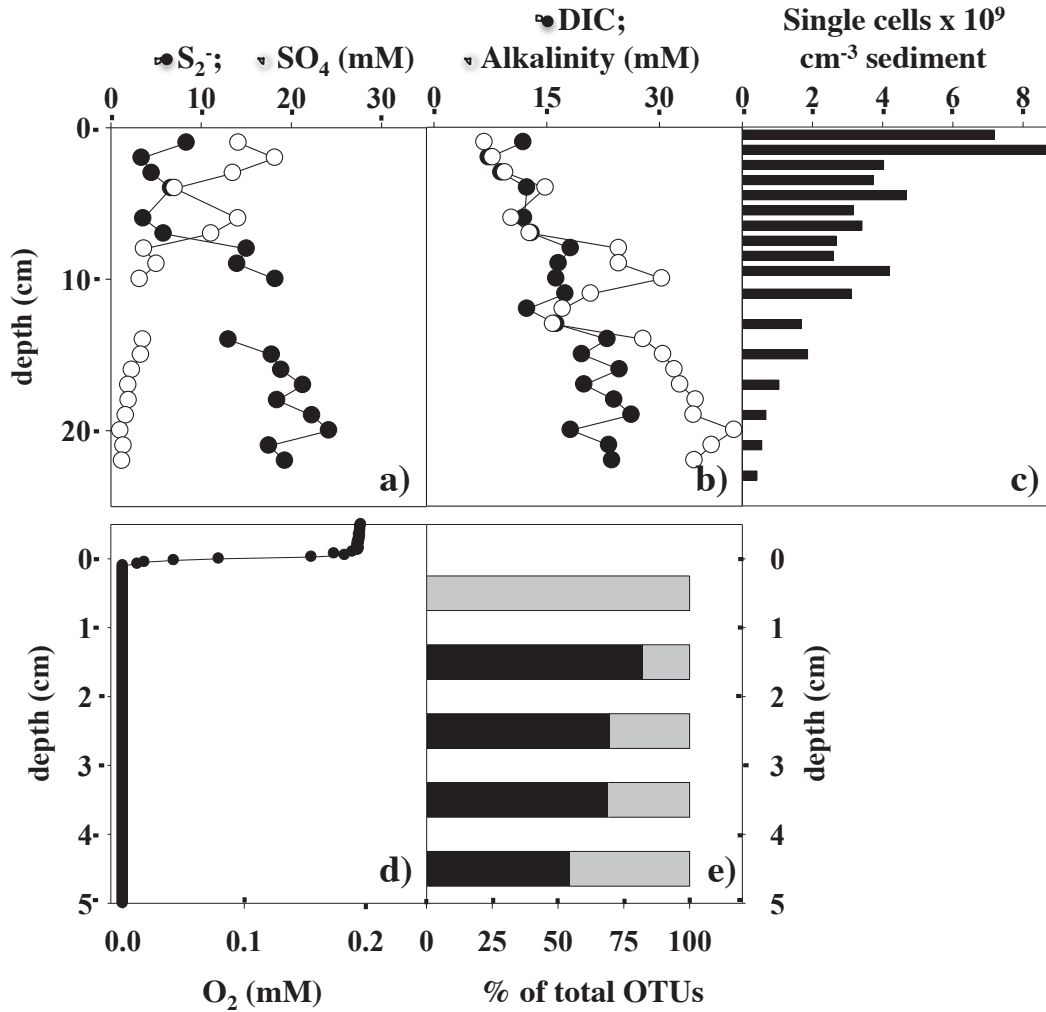 S₂⁻; SO₄ (mM)
0 10 20 30
DIC;
Alkalinity (mM)
0 15 30
Single cells x 10⁹
cm⁻³ sediment
0 2 4 6 8
depth (cm)
0
10
20
a)
b)
c)
depth (cm)
0
1
2
3
4
5
d)
0.0 0.1 0.2
O₂ (mM)
e)
0 25 50 75 100
% of total OTUs
0
1
2
3
4
5
depth (cm)